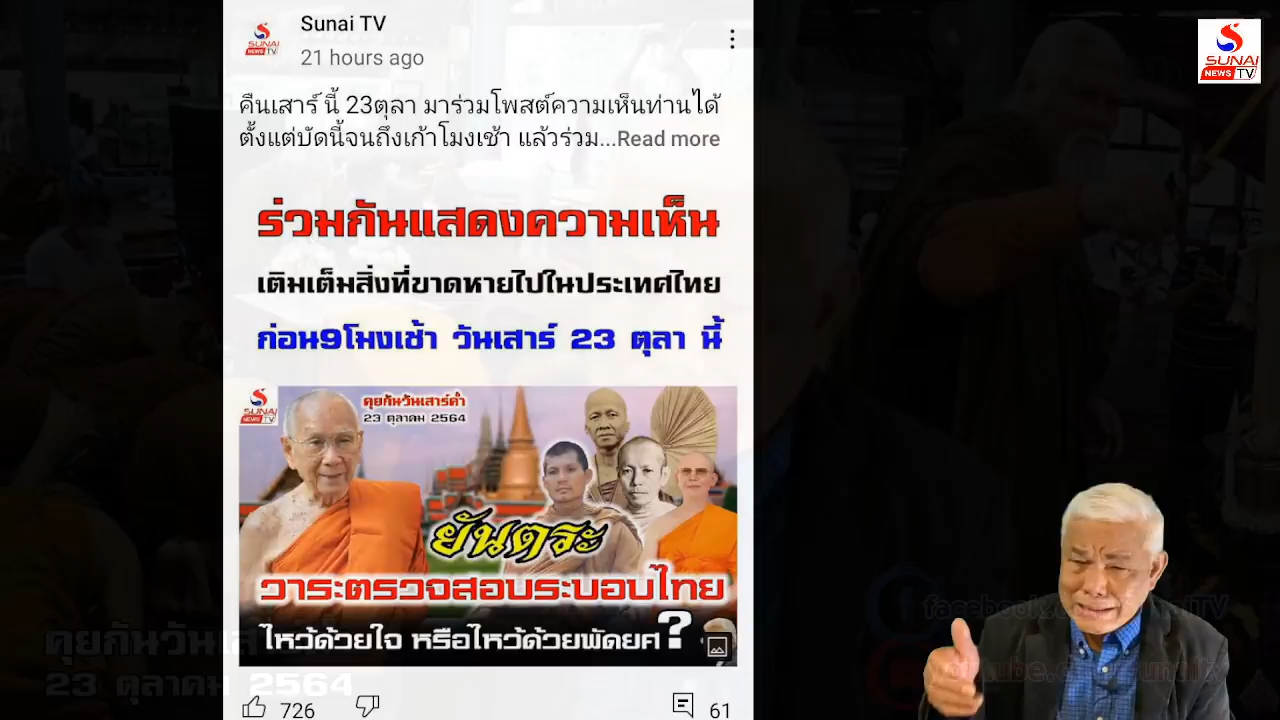 Sunai TV
21 hours ago
คืนเสาร์ นี้ 23ตุลา มาร่วมโพสต์ความเห็นท่านได้
ตั้งแต่บัดนี้จนถึงเก้าโมงเช้า แล้วร่วม...Read more
ร่วมกันแสดงความเห็น
เติมเต็มสิ่งที่ขาดหายไปในประเทศไทย
ก่อน9โมงเช้า วันเสาร์ 23 ตุลา นี้
SUNAI
NEWS TV
คุยกันวันเสาร์ค่ำ
23 ตุลาคม 2564
ยันตระ
วาระตรวจสอบระบอบไทย
ไหว้ด้วยใจ หรือไหว้ด้วยพัดยศ?
726
61
SUNAI
NEWS TV
SUNAI
NEWS TV
คุยกันวันเส
23 ตุลาคม 2564